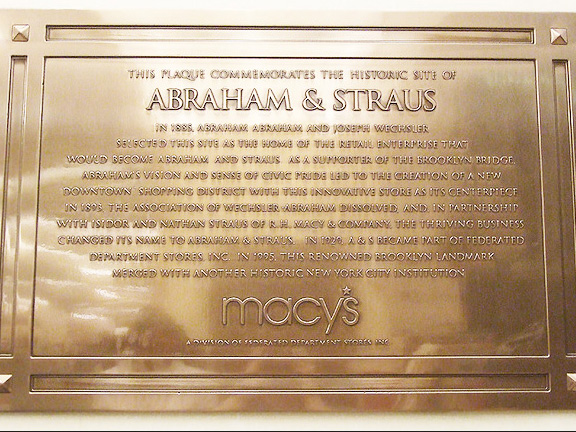 THIS PLAQUE COMMEMORATES THE HISTORIC SITE OF
ABRAHAM & STRAUS
IN 1885, ABRAHAM ABRAHAM AND JOSEPH WECHSLER
SELECTED THIS SITE AS THE HOME OF THE RETAIL ENTERPRISE THAT
WOULD BECOME ABRAHAM AND STRAUS. AS A SUPPORTER OF THE BROOKLYN BRIDGE,
ABRAHAM'S VISION AND SENSE OF CIVIC PRIDE LED TO THE CREATION OF A NEW
DOWNTOWN SHOPPING DISTRICT WITH THIS INNOVATIVE STORE AS ITS CENTERPIECE
IN 1893, THE ASSOCIATION OF WECHSLER-ABRAHAM DISSOLVED, AND, IN PARTNERSHIP
WITH ISIDOR AND NATHAN STRAUS OF R.H. MACY & COMPANY, THE THRIVING BUSINESS
CHANGED ITS NAME TO ABRAHAM & STRAUS. IN 1929, A & S BECAME PART OF FEDERATED
DEPARTMENT STORES, INC. IN 1995, THIS RENOWNED BROOKLYN LANDMARK
MERGED WITH ANOTHER HISTORIC NEW YORK CITY INSTITUTION
macy's
A DIVISION OF FEDERATED DEPARTMENT STORES, INC.